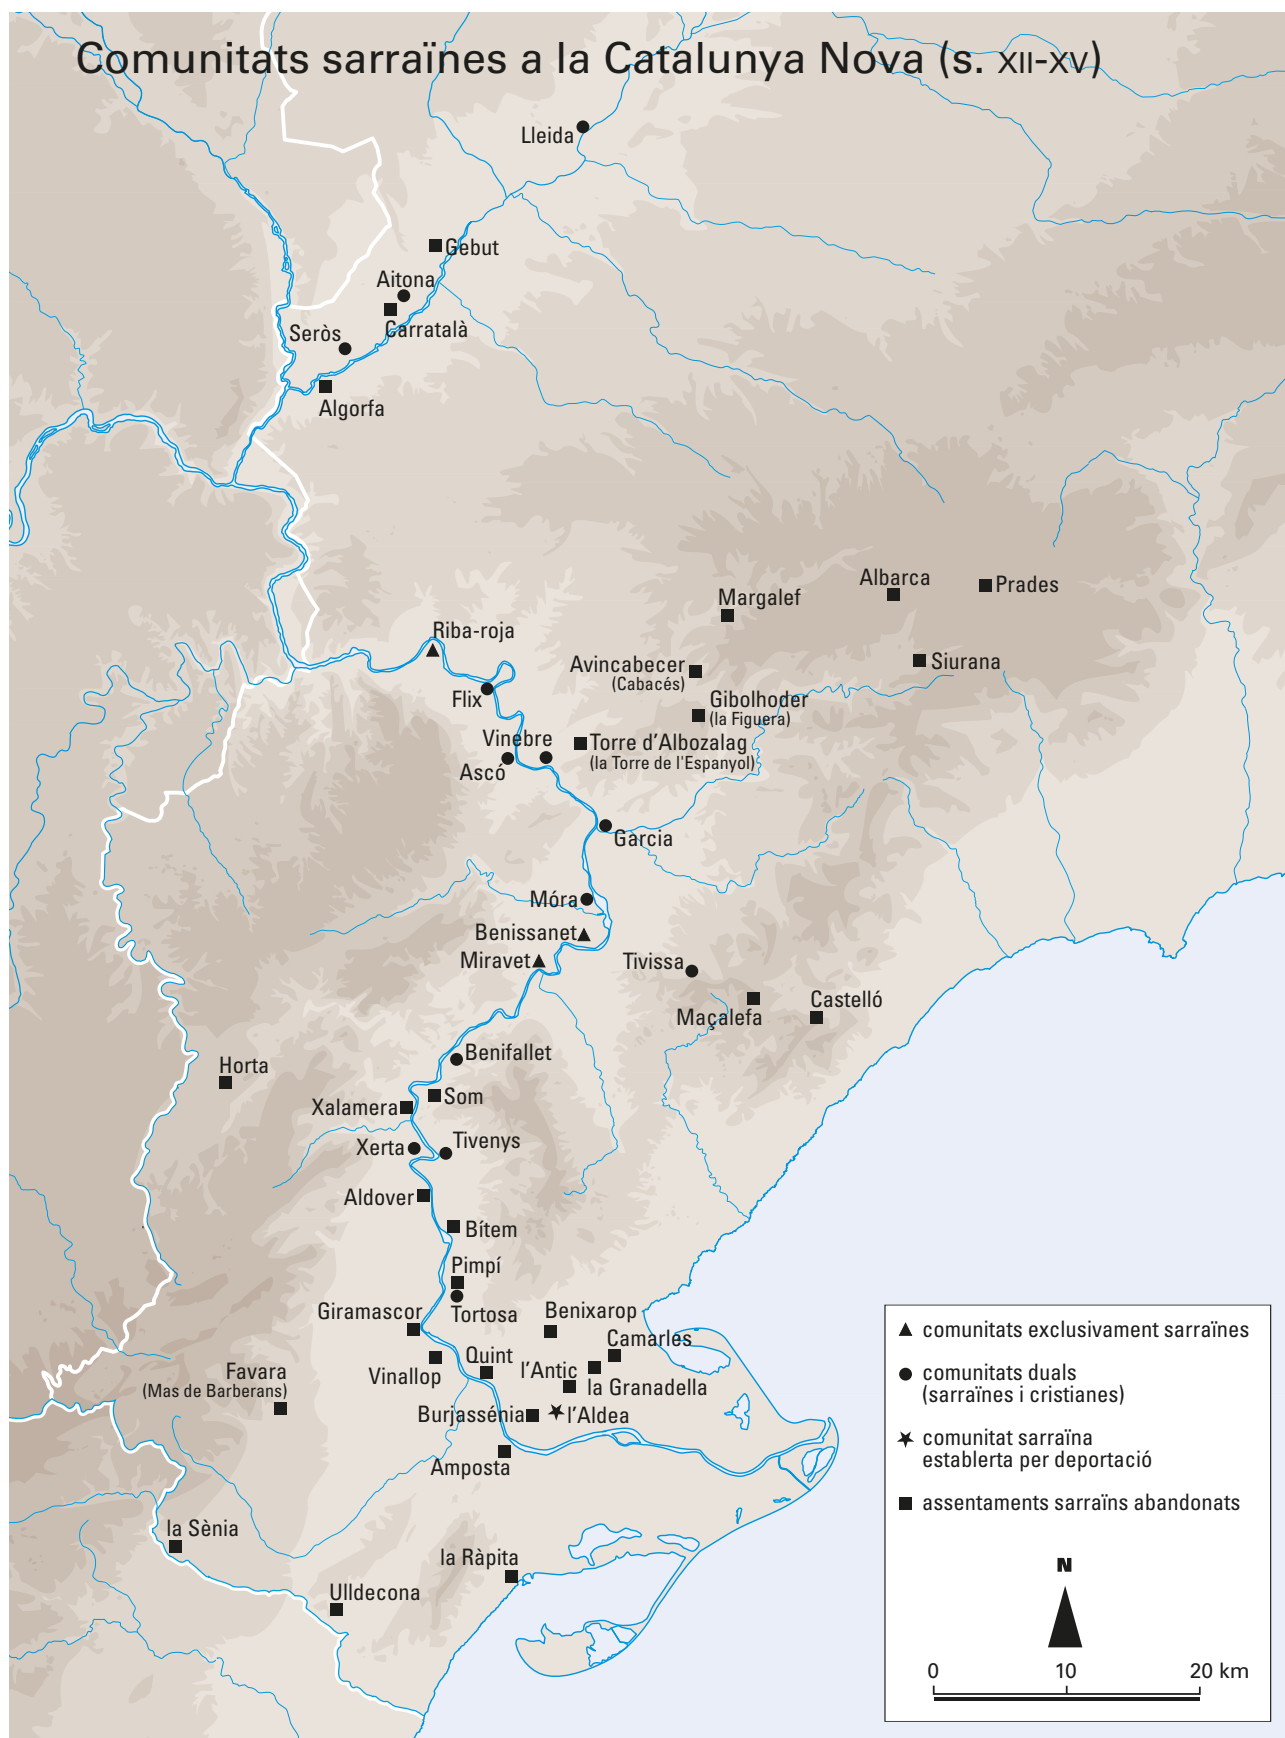 Comunitats sarraïnes a la Catalunya Nova (s. XII-XV)
Lleida
Gebut
Aitona
Carratalà
Seròs
Algorfa
Albarca
Prades
Margalef
Riba-roja
Avincabecer
(Cabacés)
Siurana
Flix
Gibolhoder
(la Figuera)
Vinebre
Torre d'Albozalag
(la Torre de l'Espanyol)
Ascó
Garcia
Móra
Benissanet
Miravet
Tivissa
Maçalefa
Castelló
Benifallet
Horta
Som
Xalamera
Xerta
Tivenys
Aldover
Bítem
Pimpí
Tortosa
Giramascor
Benixarop
Camarles
Quint
l'Antic
Vinallop
la Granadella
Favara
(Mas de Barberans)
Burjassénia
l'Aldea
Amposta
la Sènia
la Ràpita
Ulldecona
comunitats exclusivament sarraïnes
comunitats duals
(sarraïnes i cristianes)
comunitat sarraïna
establerta per deportació
assentaments sarraïns abandonats
N
0 10 20 km